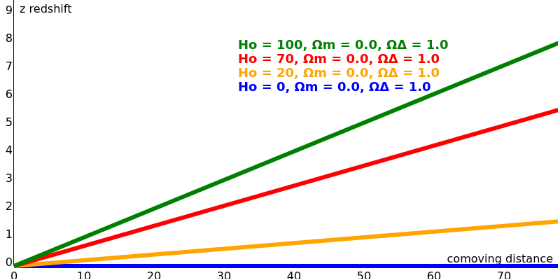 9
z redshift
8
Ho = 100, Ωm = 0.0, ΩΔ = 1.0
7
Ho = 70, Ωm = 0.0, ΩΔ = 1.0
Ho = 20, Ωm = 0.0, ΩΔ = 1.0
Ho = 0, Ωm = 0.0, ΩΔ = 1.0
6
5
4
3
2
1
0
comoving distance
0 10 20 30 40 50 60 70